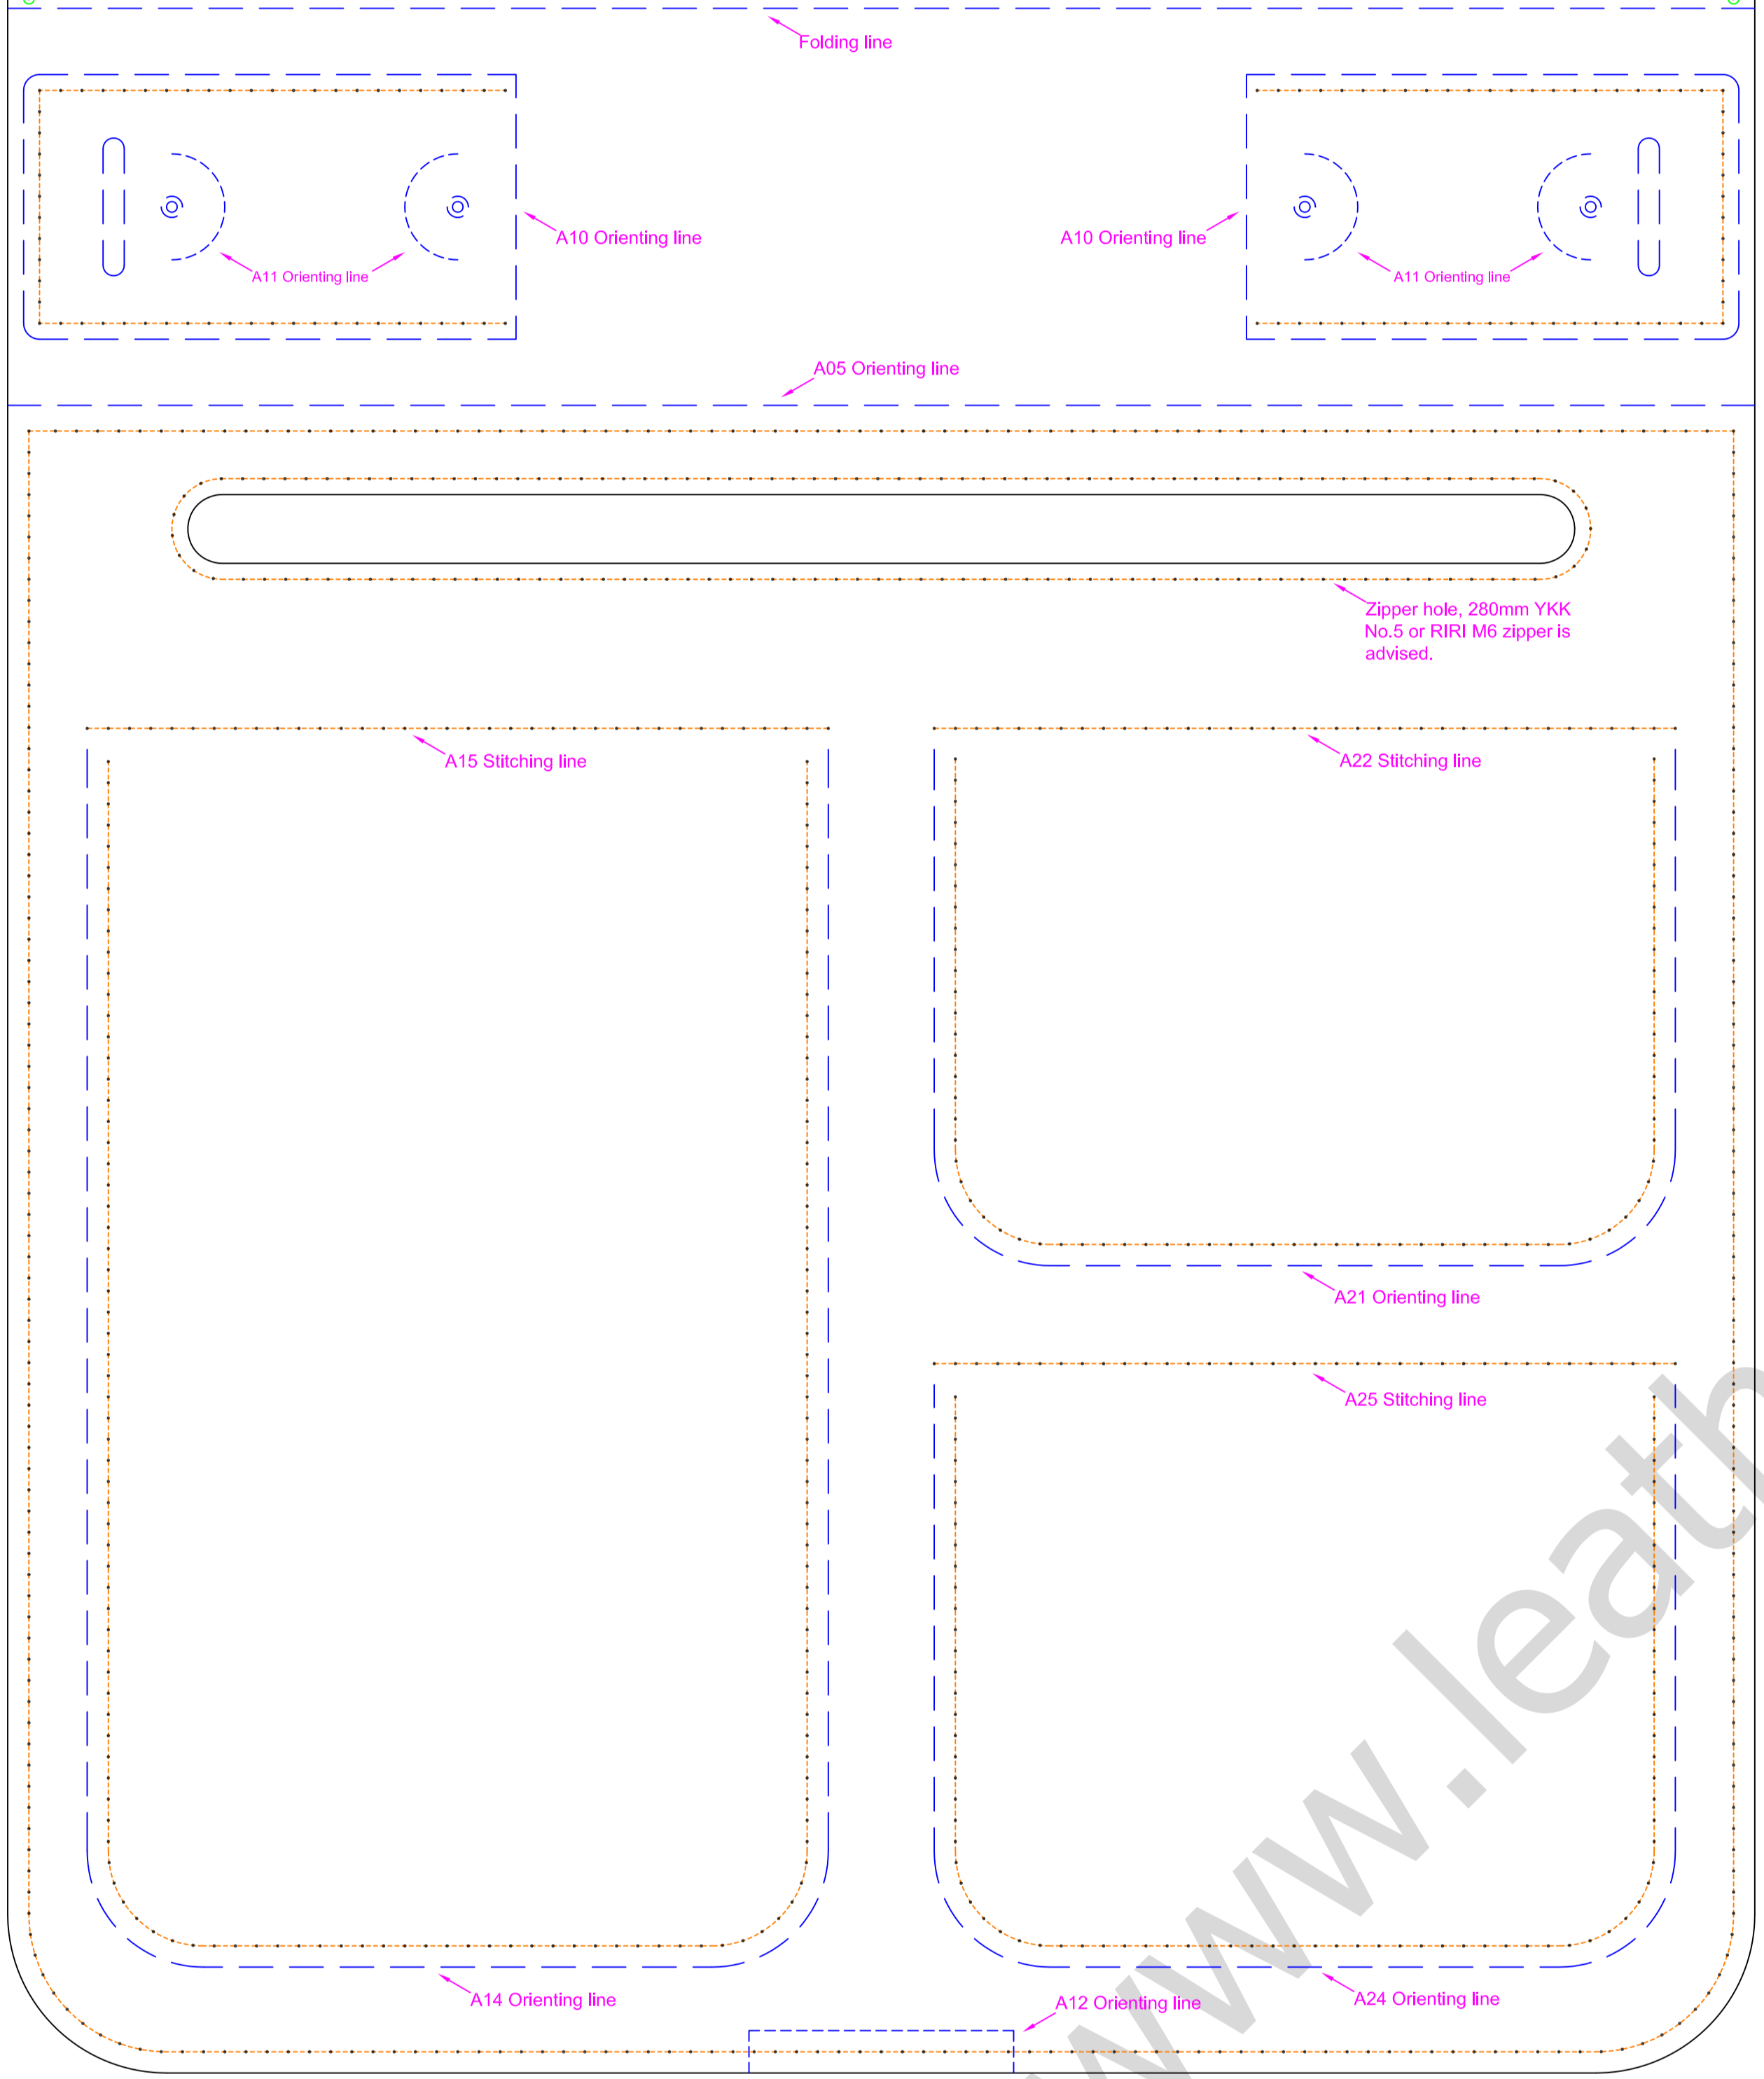 Folding line
A10 Orienting line
A10 Orienting line
A11 Orienting line
A11 Orienting line
A05 Orienting line
Zipper hole, 280mm YKK
No.5 or RIRI M6 zipper is
advised.
A15 Stitching line
A22 Stitching line
A21 Orienting line
A25 Stitching line
A14 Orienting line
A12 Orienting line
A24 Orienting line
www.leath